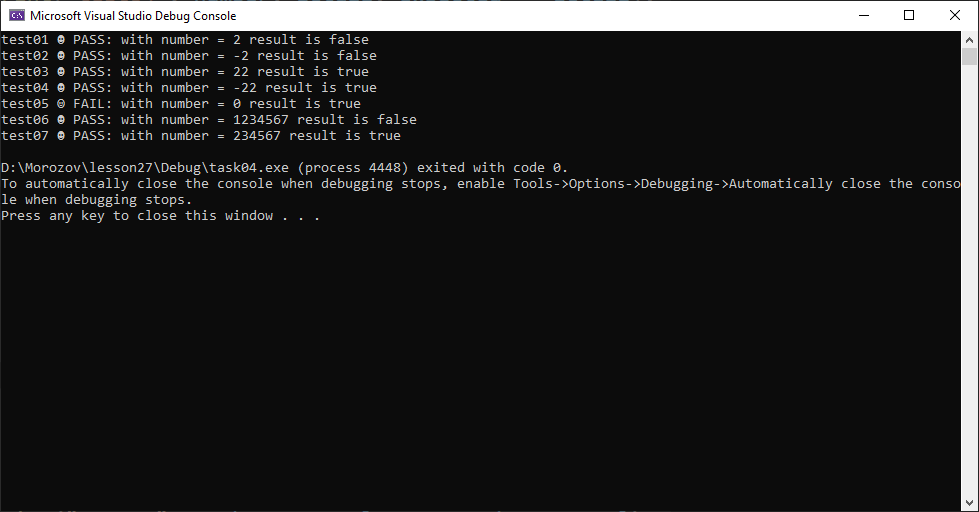 Microsoft Visual Studio Debug Console
test01 ☻ PASS: with number = 2 result is false
test02 ☻ PASS: with number = -2 result is false
test03 ☻ PASS: with number = 22 result is true
test04 ☻ PASS: with number = -22 result is true
test05 ☺ FAIL: with number = 0 result is true
test06 ☻ PASS: with number = 1234567 result is false
test07 ☻ PASS: with number = 234567 result is true
D:\Morozov\lesson27\Debug\task04.exe (process 4448) exited with code 0.
To automatically close the console when debugging stops, enable Tools->Options->Debugging->Automatically close the conso
le when debugging stops.
Press any key to close this window . . .